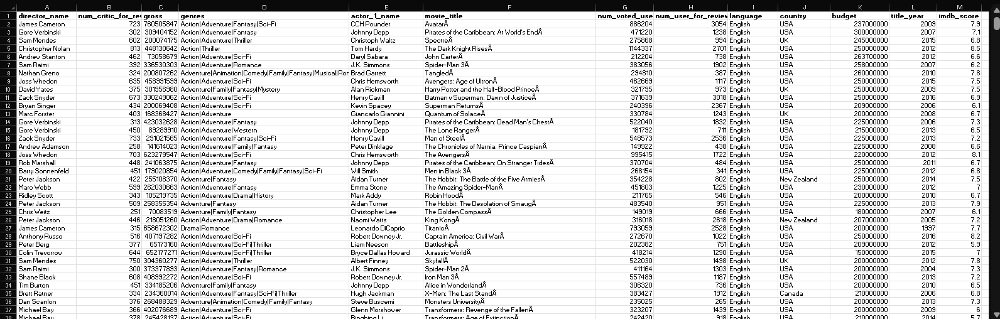 A B C D E F G H I J K L M
1 director_name num_critic_for_rev gross genres actor_1_name movie_title num_voted_use num_user_for_review language country budget title_year imdb_score
2 James Cameron 723 760505847 Action|Adventure|Fantasy|Sci-Fi CCH Pounder AvatarÂ 886204 3054 English USA 237000000 2009 7.9
3 Gore Verbinski 302 309404152 Action|Adventure|Fantasy Johnny Depp Pirates of the Caribbean: At World's EndÂ 471220 1238 English USA 300000000 2007 7.1
4 Sam Mendes 602 200074175 Action|Adventure|Thriller Christoph Waltz SpectreÂ 275868 994 English UK 245000000 2015 6.8
5 Christopher Nolan 813 448130642 Action|Thriller Tom Hardy The Dark Knight RisesÂ 1144337 2701 English USA 250000000 2012 8.5
6 Andrew Stanton 462 73058679 Action|Adventure|Sci-Fi Daryl Sabara John CarterÂ 212204 738 English USA 263700000 2012 6.6
7 Sam Raimi 392 336530303 Action|Adventure|Romance J.K. Simmons Spider-Man 3Â 383056 1902 English USA 258000000 2007 6.2
8 Nathan Greno 324 200807262 Adventure|Animation|Comedy|Family|Fantasy|Musical|Ror Brad Garrett TangledÂ 294810 387 English USA 260000000 2010 7.8
9 Joss Whedon 635 458991599 Action|Adventure|Sci-Fi Chris Hemsworth Avengers: Age of UltronÂ 462669 1117 English USA 250000000 2015 7.5
10 David Yates 375 301956980 Adventure|Family|Fantasy|Mystery Alan Rickman Harry Potter and the Half-Blood PrinceÂ 321795 973 English UK 250000000 2009 7.5
11 Zack Snyder 673 330249062 Action|Adventure|Sci-Fi Henry Cavill Batman v Superman: Dawn of JusticeÂ 371639 3018 English USA 250000000 2016 6.9
12 Bryan Singer 434 200069408 Action|Adventure|Sci-Fi Kevin Spacey Superman ReturnsÂ 240396 2367 English USA 209000000 2006 6.1
13 Marc Forster 403 168368427 Action|Adventure Giancarlo Giannini Quantum of SolaceÂ 330784 1243 English UK 200000000 2008 6.7
14 Gore Verbinski 313 423032628 Action|Adventure|Fantasy Johnny Depp Pirates of the Caribbean: Dead Man's ChestÂ 522040 1832 English USA 225000000 2006 7.3
15 Gore Verbinski 450 89289910 Action|Adventure|Western Johnny Depp The Lone RangerÂ 181792 711 English USA 215000000 2013 6.5
16 Zack Snyder 733 291021565 Action|Adventure|Fantasy|Sci-Fi Henry Cavill Man of SteelÂ 548573 2536 English USA 225000000 2013 7.2
17 Andrew Adamson 258 141614023 Action|Adventure|Family|Fantasy Peter Dinklage The Chronicles of Narnia: Prince CaspianÂ 149922 438 English USA 225000000 2008 6.6
18 Joss Whedon 703 623279547 Action|Adventure|Sci-Fi Chris Hemsworth The AvengersÂ 995415 1722 English USA 220000000 2012 8.1
19 Rob Marshall 448 241063875 Action|Adventure|Fantasy Johnny Depp Pirates of the Caribbean: On Stranger TidesÂ 370704 484 English USA 250000000 2011 6.7
20 Barry Sonnenfeld 451 179020854 Action|Adventure|Comedy|Family|Fantasy|Sci-Fi Will Smith Men in Black 3Â 268154 341 English USA 225000000 2012 6.8
21 Peter Jackson 422 255108370 Adventure|Fantasy Aidan Turner The Hobbit: The Battle of the Five ArmiesÂ 354228 802 English New Zealand 250000000 2014 7.5
22 Marc Webb 599 262030663 Action|Adventure|Fantasy Emma Stone The Amazing Spider-ManÂ 451803 1225 English USA 230000000 2012 7
23 Ridley Scott 343 105219735 Action|Adventure|Drama|History Mark Addy Robin HoodÂ 211765 546 English USA 200000000 2010 6.7
24 Peter Jackson 509 258355354 Adventure|Fantasy Aidan Turner The Hobbit: The Desolation of SmaugÂ 483540 951 English USA 225000000 2013 7.9
25 Chris Weitz 251 70083519 Adventure|Family|Fantasy Christopher Lee The Golden CompassÂ 149019 666 English USA 180000000 2007 6.1
26 Peter Jackson 446 218051260 Action|Adventure|Drama|Romance Naomi Watts King KongÂ 316018 2618 English New Zealand 207000000 2005 7.2
27 James Cameron 315 658672302 Drama|Romance Leonardo DiCaprio TitanicÂ 793059 2528 English USA 200000000 1997 7.7
28 Anthony Russo 516 407197282 Action|Adventure|Sci-Fi Robert Downey Jr. Captain America: Civil WarÂ 272670 1022 English USA 250000000 2016 8.2
29 Peter Berg 377 65173160 Action|Adventure|Sci-Fi|Thriller Liam Neeson BattleshipÂ 202382 751 English USA 209000000 2012 5.9
30 Colin Trevorrow 644 652177271 Action|Adventure|Sci-Fi|Thriller Bryce Dallas Howard Jurassic WorldÂ 418214 1290 English USA 150000000 2015 7
31 Sam Mendes 750 304360277 Action|Adventure|Thriller Albert Finney SkyfallÂ 522030 1498 English UK 200000000 2012 7.8
32 Sam Raimi 300 373377893 Action|Adventure|Fantasy|Romance J.K. Simmons Spider-Man 2Â 411164 1303 English USA 200000000 2004 7.3
33 Shane Black 608 408992272 Action|Adventure|Sci-Fi Robert Downey Jr. Iron Man 3Â 557489 1187 English USA 200000000 2013 7.2
34 Tim Burton 451 334185206 Adventure|Family|Fantasy Johnny Depp Alice in WonderlandÂ 306320 736 English USA 200000000 2010 6.5
35 Brett Ratner 334 234360014 Action|Adventure|Fantasy|Sci-Fi|Thriller Hugh Jackman X-Men: The Last StandÂ 383427 1912 English Canada 210000000 2006 6.8
36 Dan Scanlon 376 268488329 Adventure|Animation|Comedy|Family|Fantasy Steve Buscemi Monsters UniversityÂ 235025 265 English USA 200000000 2013 7.3
37 Michael Bay 366 402076689 Action|Adventure|Sci-Fi Glenn Morshower Transformers: Revenge of the FallenÂ 323207 1439 English USA 200000000 2009 6
38 Michael Bay 378 245428137 Action|Adventure|Sci-Fi Bingbing Li Transformers: Age of ExtinctionÂ 242420 918 English USA 210000000 2014 5.7